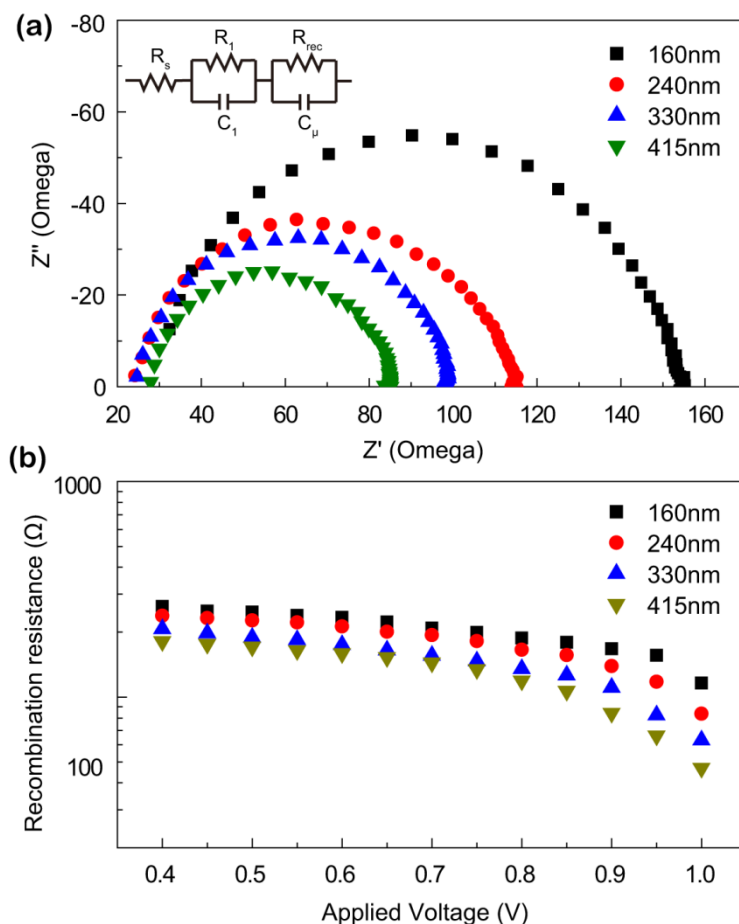 (a)
-80
-60
-40
-20
0
Z'' (Omega)
R_s
R_1
C_1
R_rec
C_μ
160nm
240nm
330nm
415nm
20 40 60 80 100 120 140 160
Z' (Omega)
(b)
1000
100
Recombination resistance (Ω)
160nm
240nm
330nm
415nm
0.4 0.5 0.6 0.7 0.8 0.9 1.0
Applied Voltage (V)